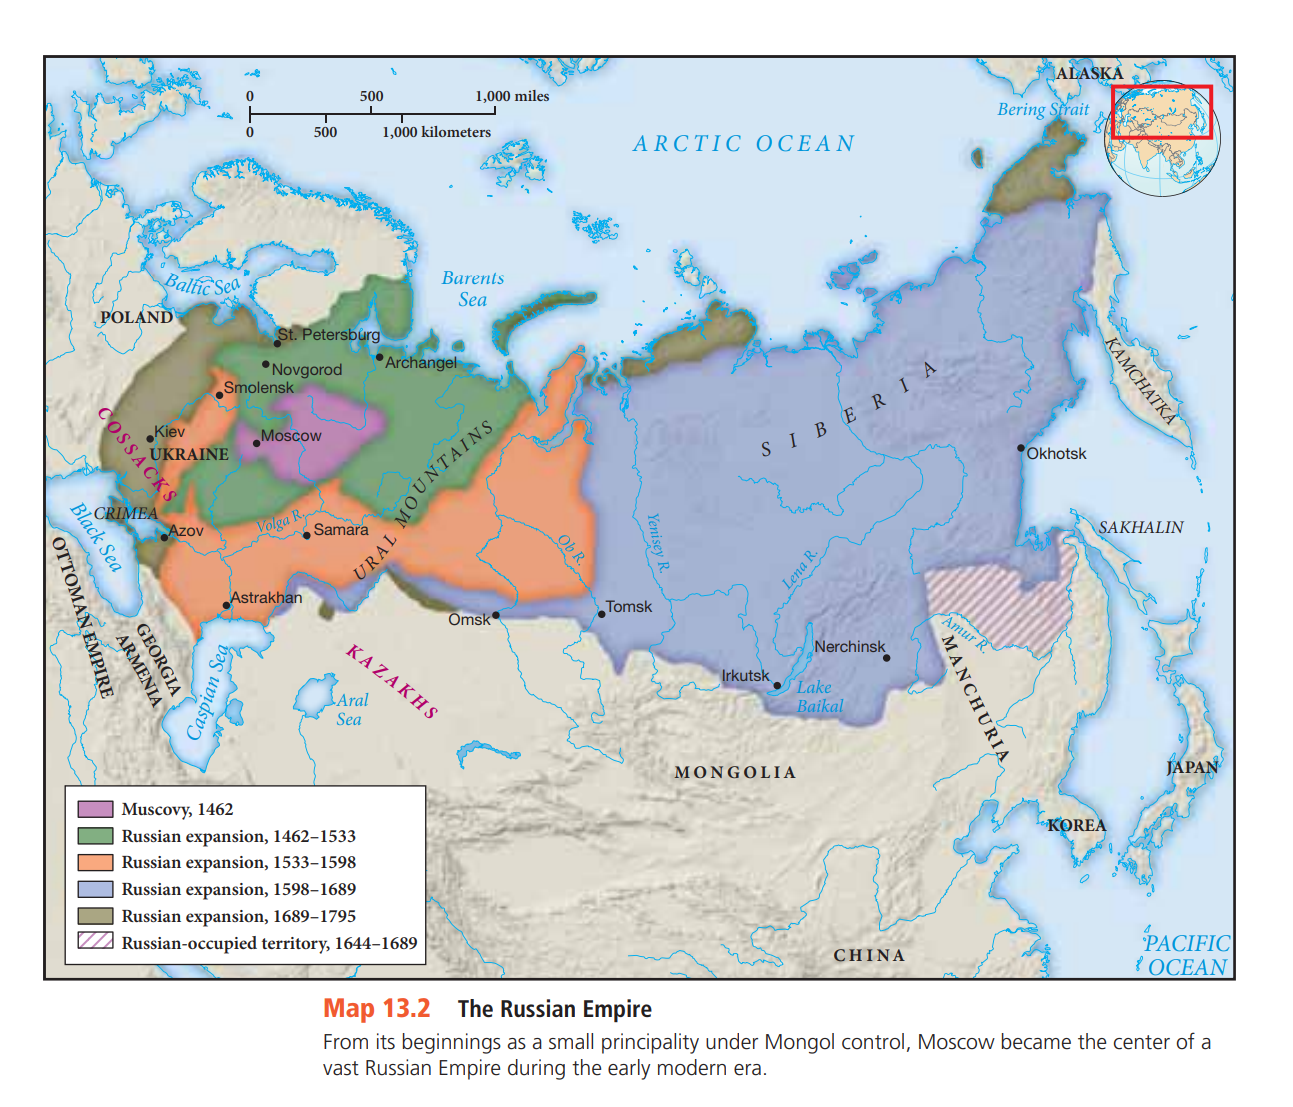 ALASKA
0 500 1,000 miles
0 500 1,000 kilometers
Bering Strait
ARCTIC OCEAN
Barents
Sea
Baltic Sea
POLAND
St. Petersburg
Archangel
Novgorod
Smolensk
KAMCHATKA
SIBERIA
COSSACKS
Kiev
Moscow
UKRAINE
URAL MOUNTAINS
Okhotsk
Black Sea
CRIMEA
Azov
Volga R.
Samara
Ob R.
Yenisey R.
Lena R.
SAKHALIN
OTTOMAN EMPIRE
Astrakhan
Omsk
Tomsk
Amur R.
GEORGIA
ARMENIA
KAZAKHS
Nerchinsk
Irkutsk
Lake
Baikal
MANCHURIA
Caspian Sea
Aral
Sea
MONGOLIA
JAPAN
KOREA
CHINA
PACIFIC
OCEAN
Muscovy, 1462
Russian expansion, 1462–1533
Russian expansion, 1533–1598
Russian expansion, 1598–1689
Russian expansion, 1689–1795
Russian-occupied territory, 1644–1689
Map 13.2 The Russian Empire
From its beginnings as a small principality under Mongol control, Moscow became the center of a
vast Russian Empire during the early modern era.